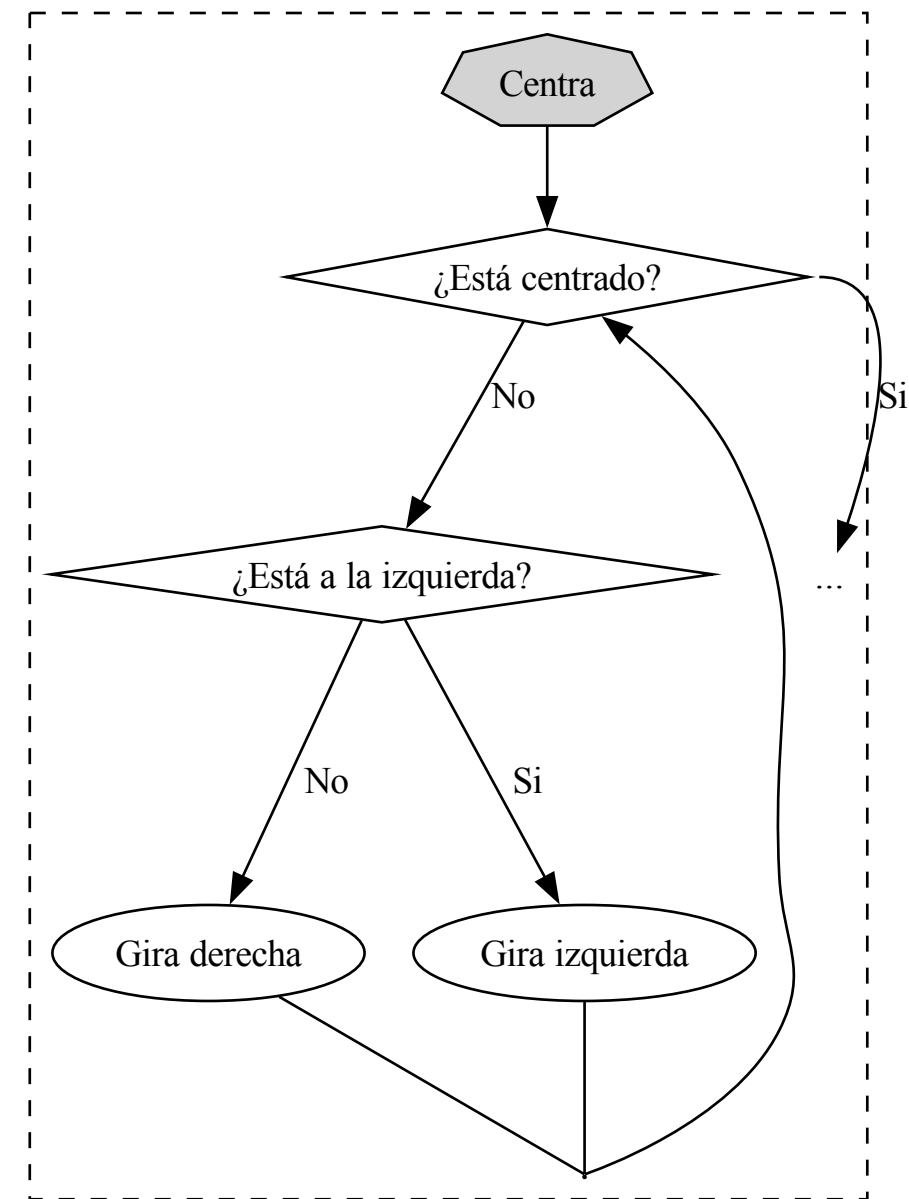 Centra
¿Está centrado?
No
Si
¿Está a la izquierda?
...
No
Si
Gira derecha
Gira izquierda